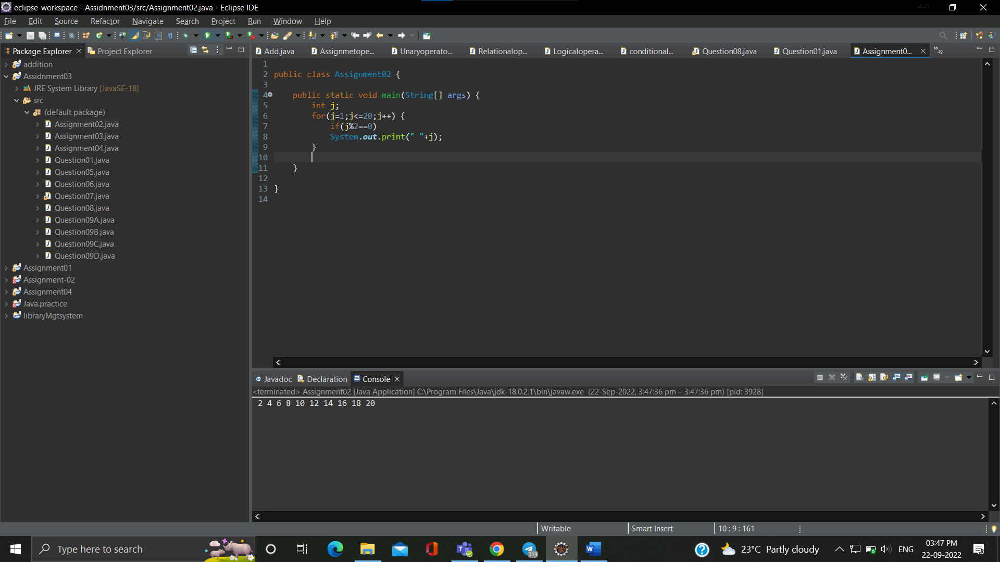 eclipse-workspace - Assidnment03/src/Assignment02.java - Eclipse IDE
File Edit Source Refactor Navigate Search Project Run Window Help
Package Explorer Project Explorer
addition
Assidnment03
JRE System Library [JavaSE-18]
src
(default package)
Assignment02.java
Assignment03.java
Assignment04.java
Question01.java
Question05.java
Question06.java
Question07.java
Question08.java
Question09A.java
Question09B.java
Question09C.java
Question09D.java
Assignment01
Assignment-02
Assignment04
Java.practice
libraryMgtsystem
Add.java Assignmetope... Unaryoperato... Relationalop... Logicalopera... conditional... Question08.java Question01.java Assignment0... »49
1
2 public class Assignment02 {
3
4 public static void main(String[] args) {
5 int j;
6 for(j=1;j<=20;j++) {
7 if(j%2==0)
8 System.out.print(" "+j);
9 }
10
11 }
12
13 }
14
Javadoc Declaration Console
<terminated> Assignment02 [Java Application] C:\Program Files\Java\jdk-18.0.2.1\bin\javaw.exe (22-Sep-2022, 3:47:36 pm – 3:47:36 pm) [pid: 3928]
2 4 6 8 10 12 14 16 18 20
Writable Smart Insert 10 : 9 : 161
Type here to search
319
23°C Partly cloudy
ENG
03:47 PM
22-09-2022